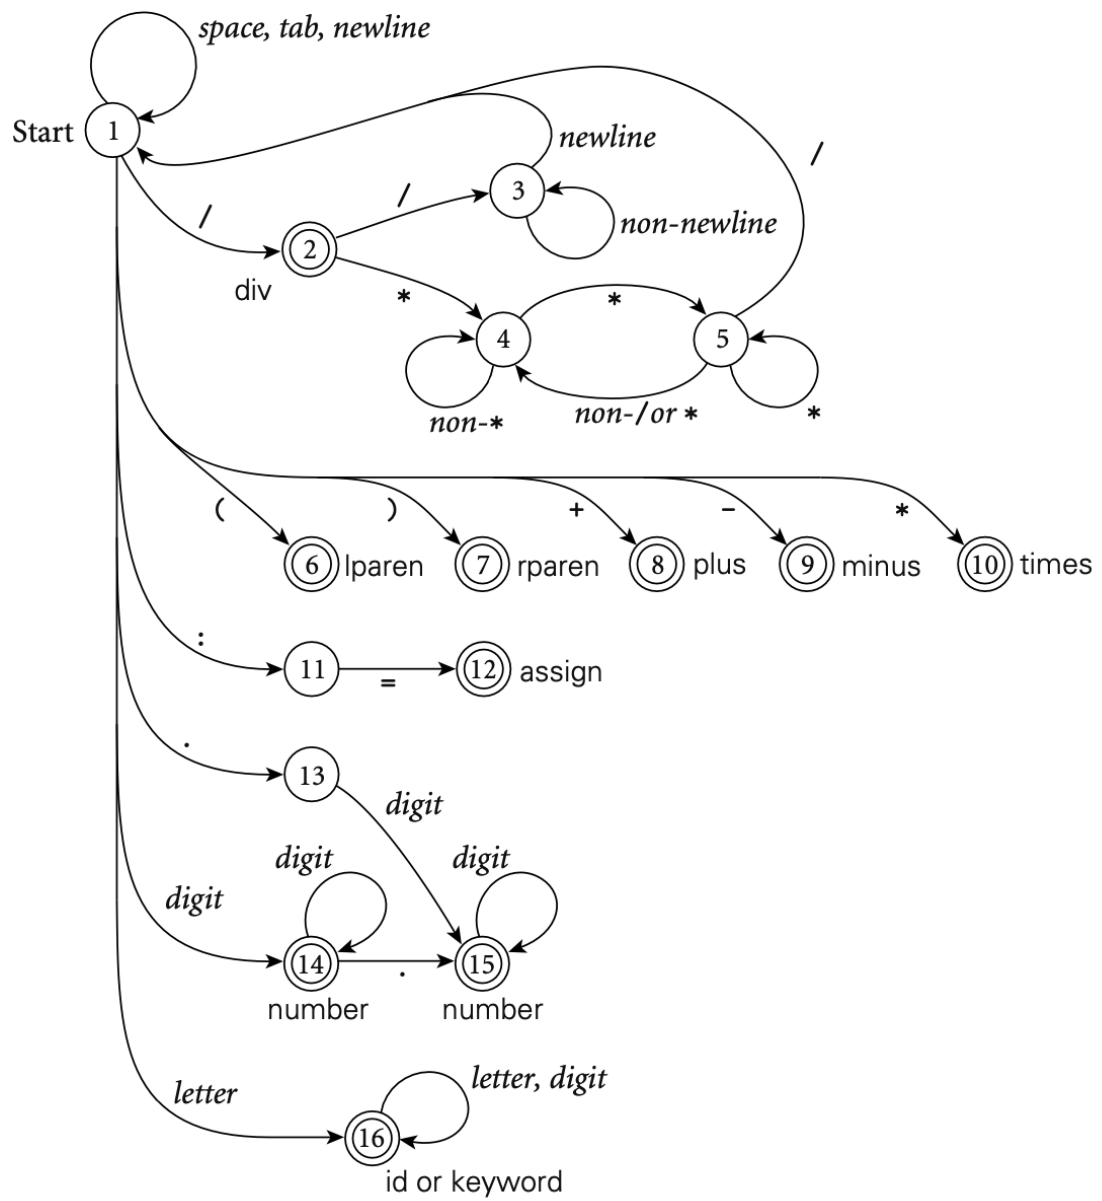 space, tab, newline
Start 1
newline
/
/ 3
/ non-newline
2
div * *
4 5
non-* non-/or * *
( ) + - *
6 lparen 7 rparen 8 plus 9 minus 10 times
:
11 = 12 assign
.
13
digit
digit digit
digit
14 . 15
number number
letter letter, digit
16
id or keyword